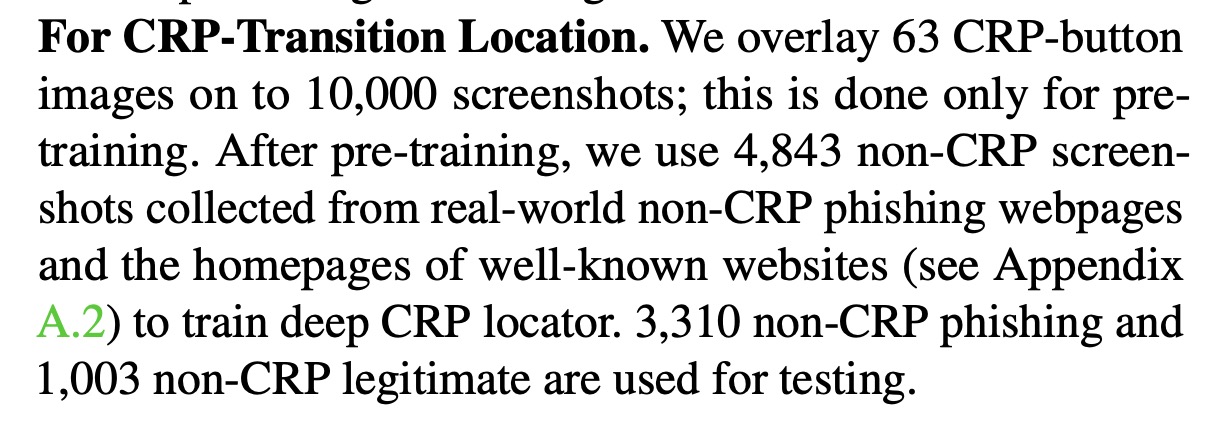 For CRP-Transition Location. We overlay 63 CRP-button
images on to 10,000 screenshots; this is done only for pre-
training. After pre-training, we use 4,843 non-CRP screen-
shots collected from real-world non-CRP phishing webpages
and the homepages of well-known websites (see Appendix
A.2) to train deep CRP locator. 3,310 non-CRP phishing and
1,003 non-CRP legitimate are used for testing.